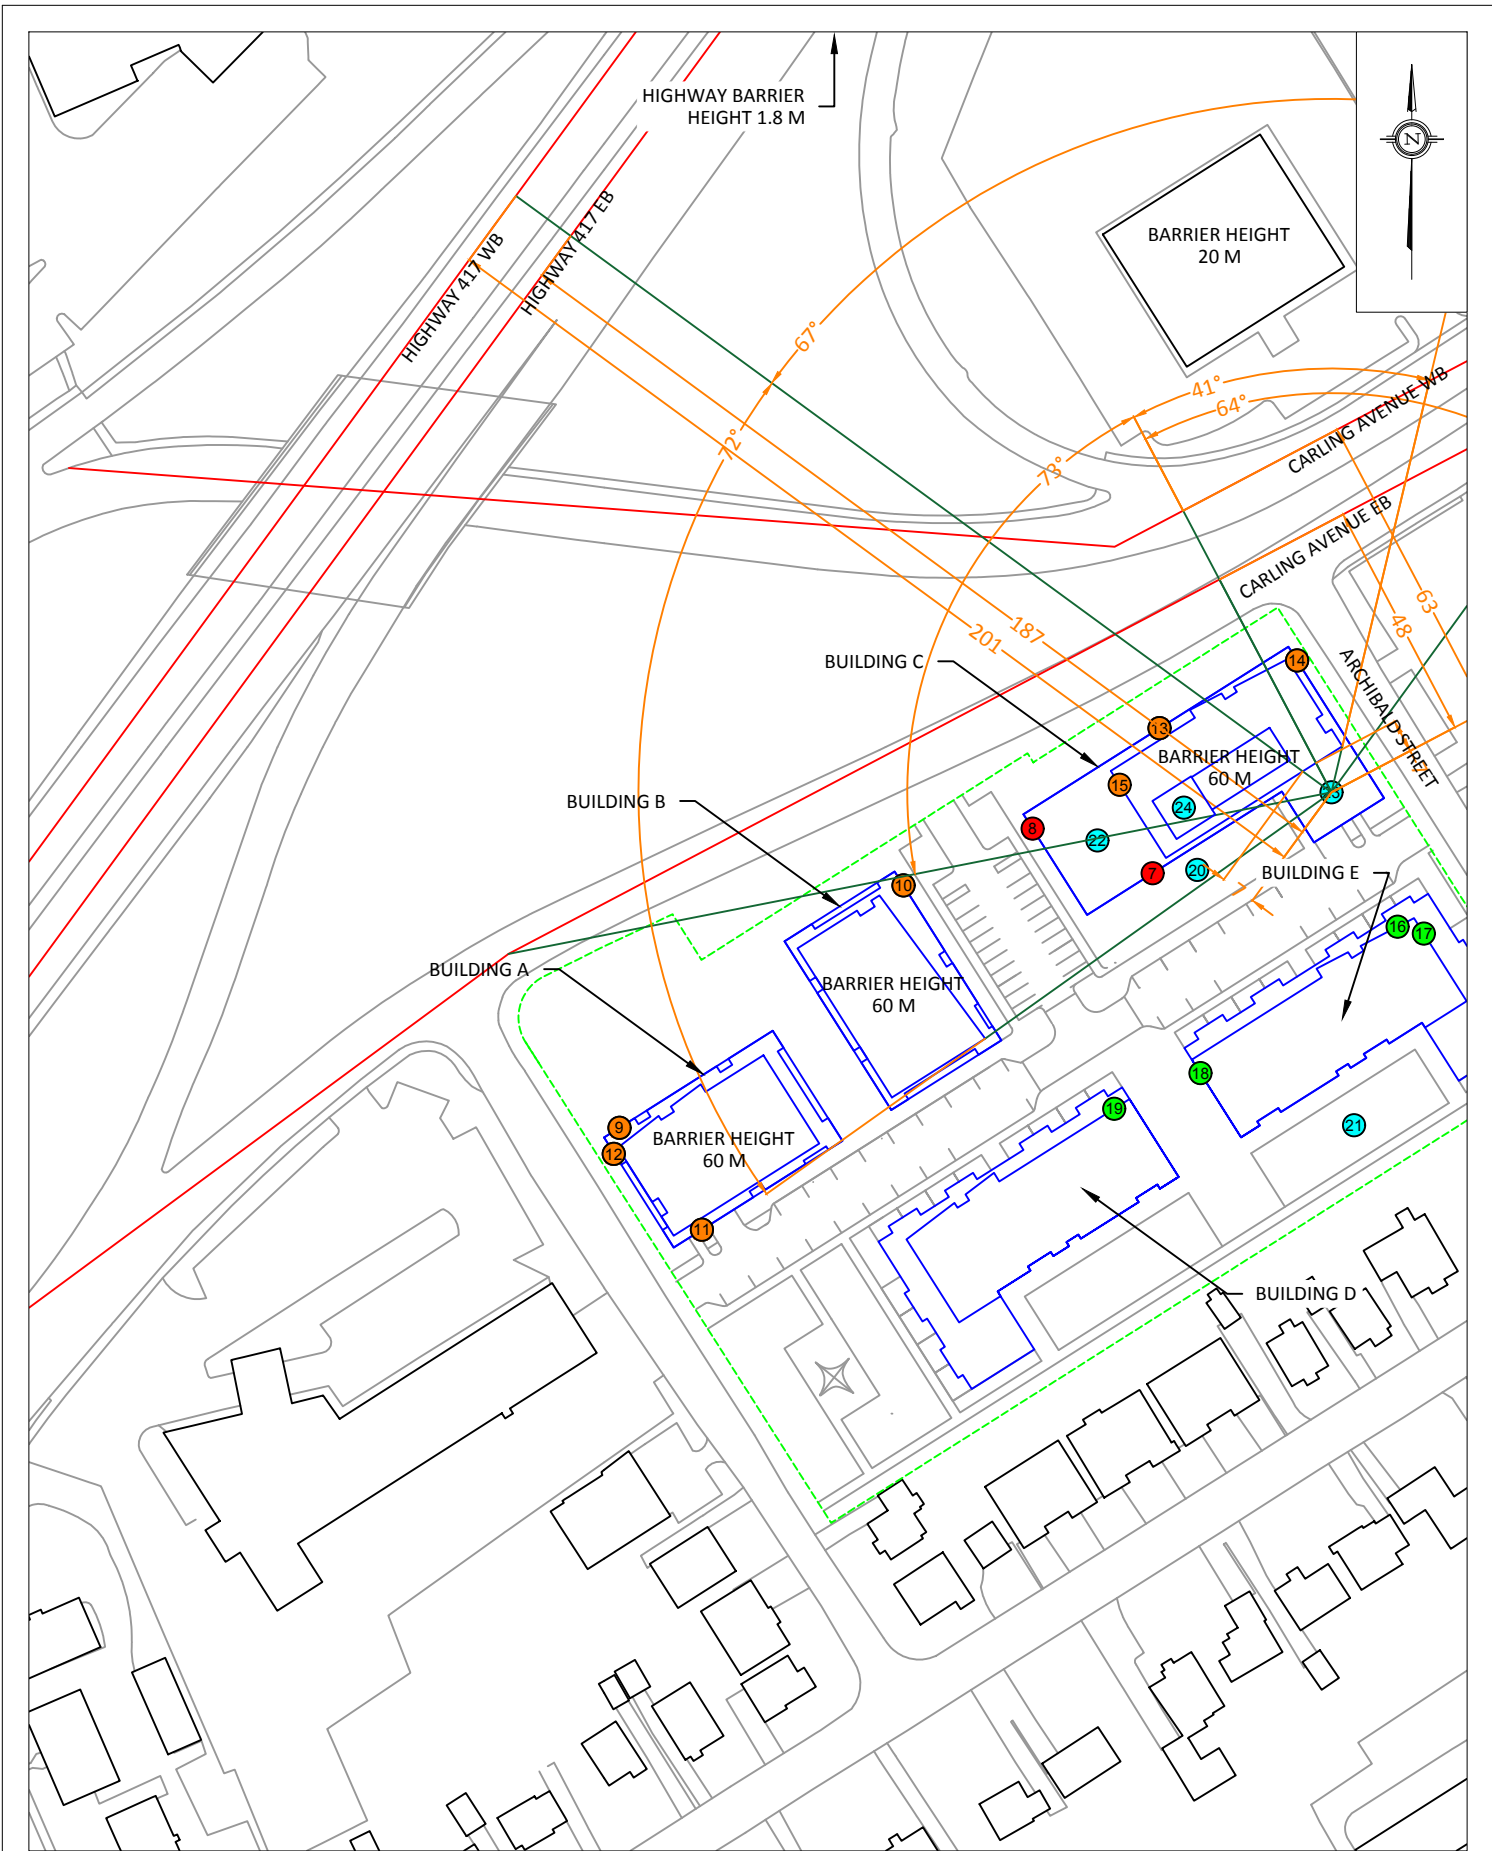 HIGHWAY BARRIER
HEIGHT 1.8 M
N
BARRIER HEIGHT
20 M
HIGHWAY 417 WB
HIGHWAY 417 EB
67°
41°
64°
72°
73°
CARLING AVENUE WB
CARLING AVENUE EB
63
48
187
201
ARCHIBALD STREET
BUILDING C
14
13
BARRIER HEIGHT
60 M
15
23
24
BUILDING B
8
22
7
20
BUILDING E
10
16
17
BUILDING A
BARRIER HEIGHT
60 M
18
19
21
9
12
BARRIER HEIGHT
60 M
11
BUILDING D